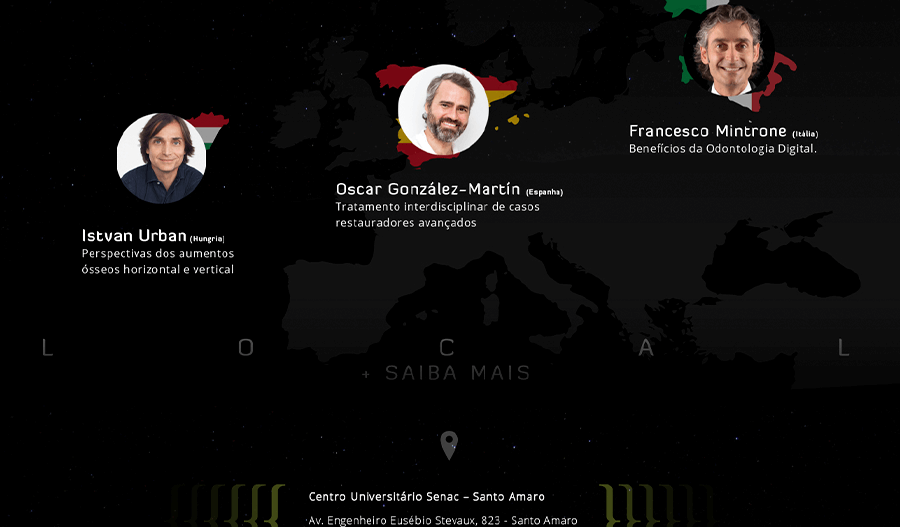 Francesco Mintrone (Itália)
Benefícios da Odontologia Digital.
Oscar González-Martín (Espanha)
Tratamento interdisciplinar de casos
restauradores avançados
Istvan Urban (Hungria)
Perspectivas dos aumentos
ósseos horizontal e vertical
L O C A L
+ SAIBA MAIS
Centro Universitário Senac – Santo Amaro
Av. Engenheiro Eusébio Stevaux, 823 - Santo Amaro